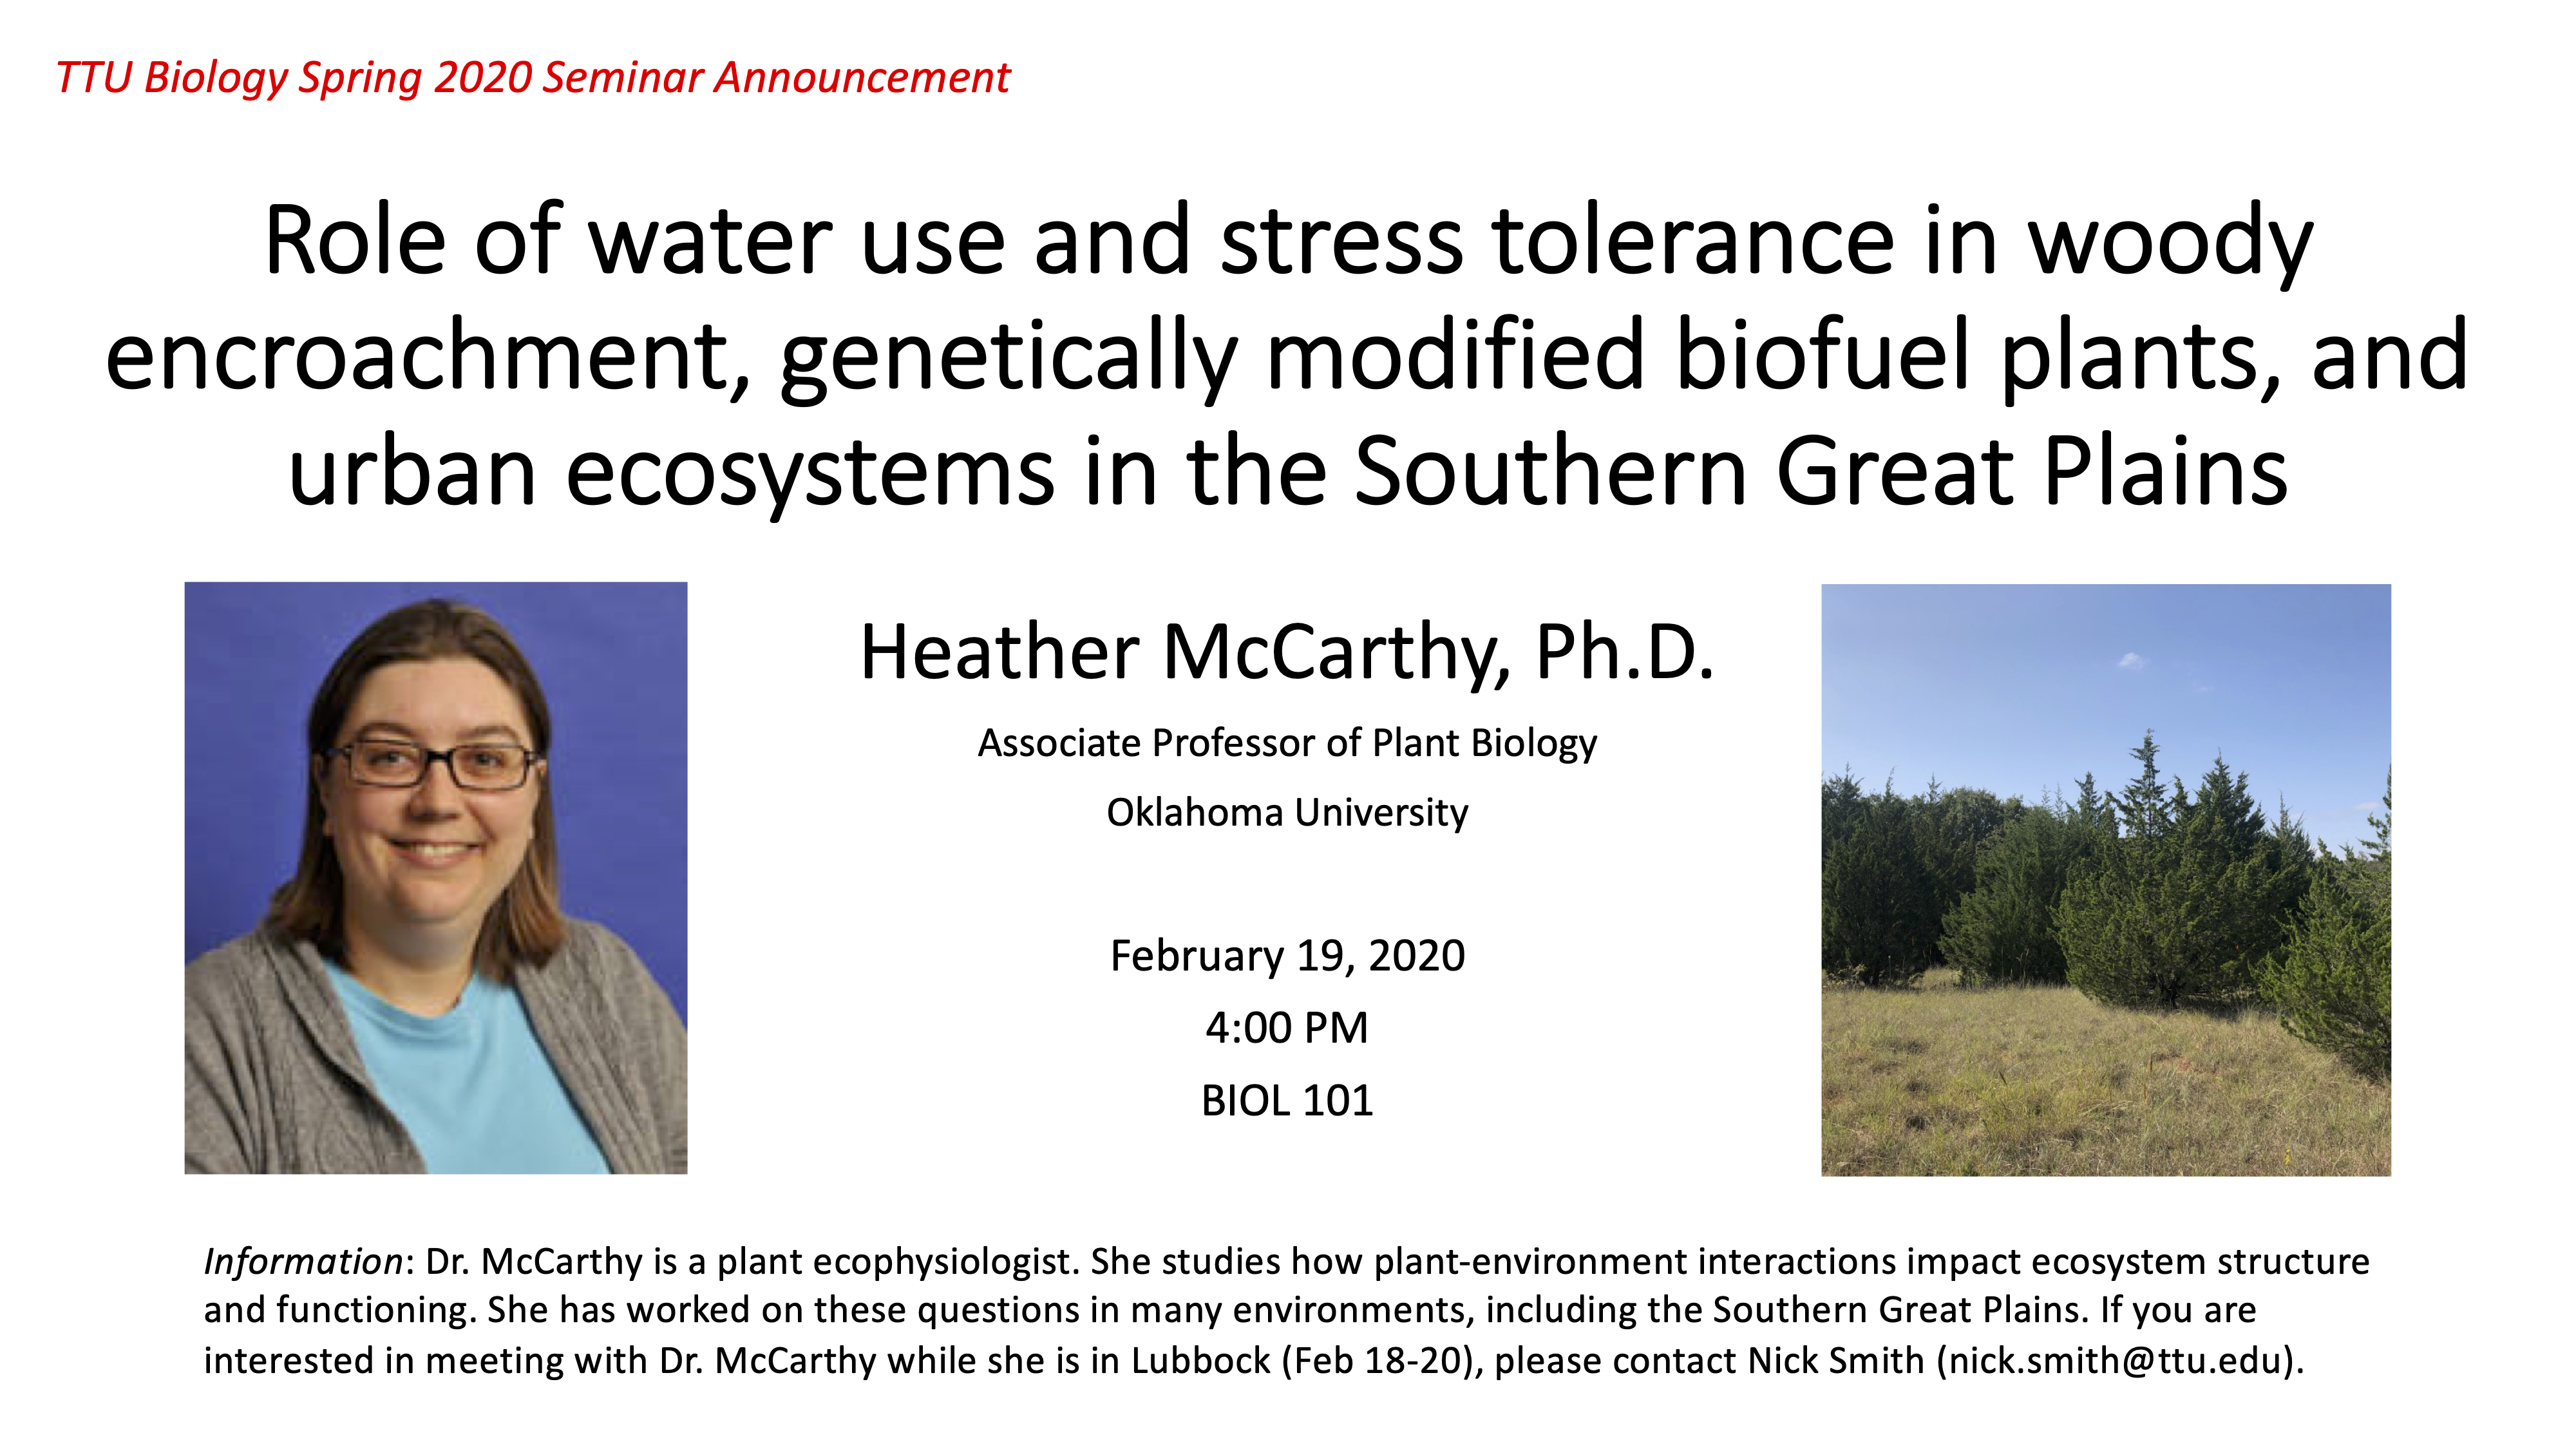 TTU Biology Spring 2020 Seminar Announcement
Role of water use and stress tolerance in woody
encroachment, genetically modified biofuel plants, and
urban ecosystems in the Southern Great Plains
Heather McCarthy, Ph.D.
Associate Professor of Plant Biology
Oklahoma University
February 19, 2020
4:00 PM
BIOL 101
Information: Dr. McCarthy is a plant ecophysiologist. She studies how plant-environment interactions impact ecosystem structure
and functioning. She has worked on these questions in many environments, including the Southern Great Plains. If you are
interested in meeting with Dr. McCarthy while she is in Lubbock (Feb 18-20), please contact Nick Smith (nick.smith@ttu.edu).